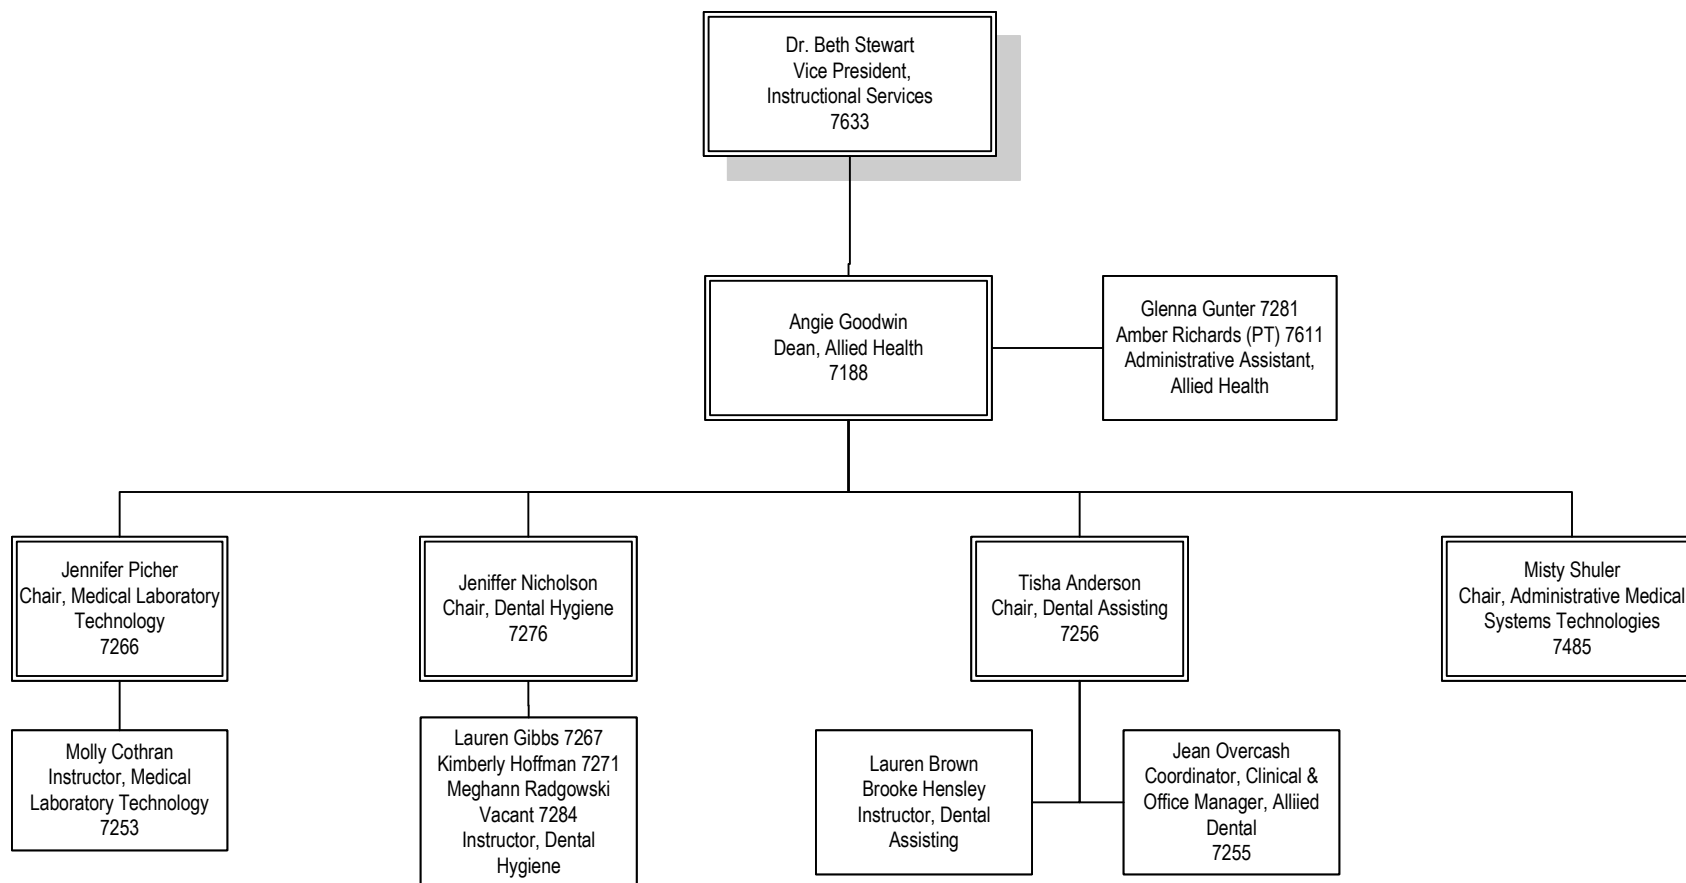 Dr. Beth Stewart
Vice President,
Instructional Services
7633
Angie Goodwin
Dean, Allied Health
7188
Glenna Gunter 7281
Amber Richards (PT) 7611
Administrative Assistant,
Allied Health
Jennifer Picher
Chair, Medical Laboratory
Technology
7266
Jeniffer Nicholson
Chair, Dental Hygiene
7276
Tisha Anderson
Chair, Dental Assisting
7256
Misty Shuler
Chair, Administrative Medical
Systems Technologies
7485
Molly Cothran
Instructor, Medical
Laboratory Technology
7253
Lauren Gibbs 7267
Kimberly Hoffman 7271
Meghann Radgowski
Vacant 7284
Instructor, Dental
Hygiene
Lauren Brown
Brooke Hensley
Instructor, Dental
Assisting
Jean Overcash
Coordinator, Clinical &
Office Manager, Alliied
Dental
7255